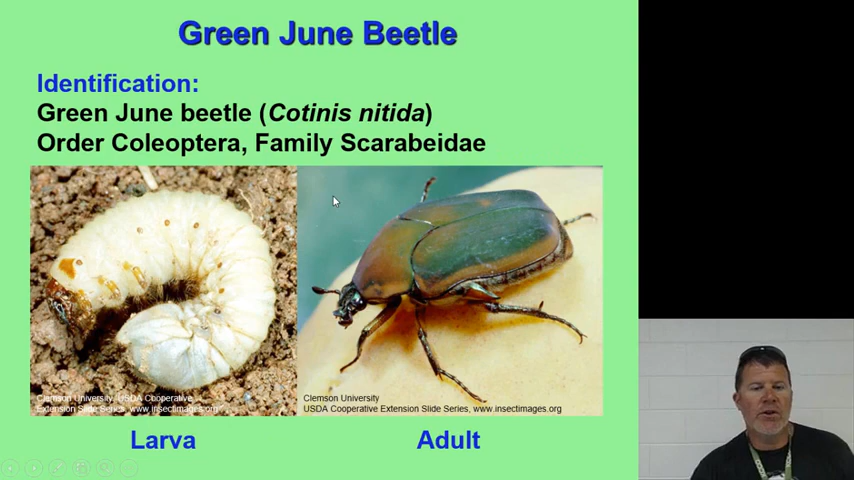 Green June Beetle
Identification:
Green June beetle (Cotinis nitida)
Order Coleoptera, Family Scarabeidae
Clemson University, USDA Cooperative
Extension Slide Series, www.insectimages.org
Clemson University
USDA Cooperative Extension Slide Series, www.insectimages.org
Larva
Adult